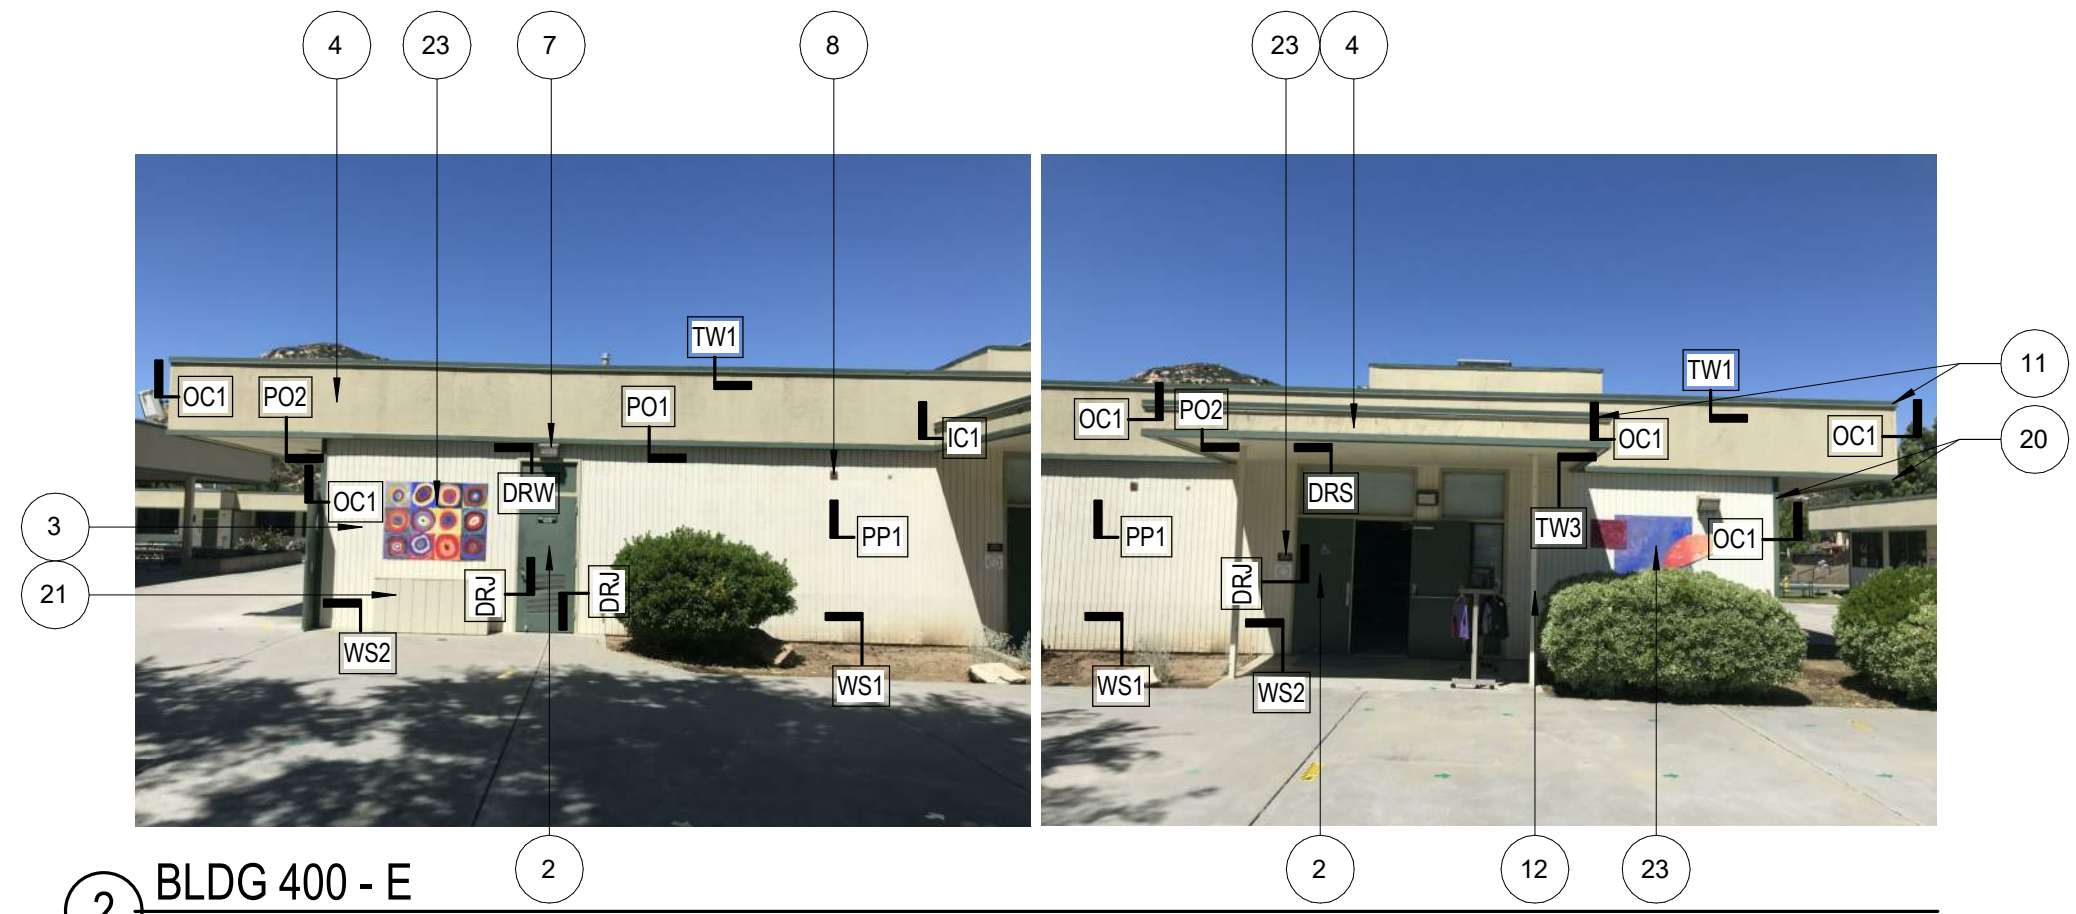 4
23
7
8
23
4
TW1
OC1
PO2
PO1
IC1
DRW
OC1
PP1
3
21
DRJ
DRJ
WS2
WS1
TW1
11
OC1
PO2
OC1
OC1
20
DRS
TW3
OC1
PP1
DRJ
WS1
WS2
2
2
12
23
2
BLDG 400 - E